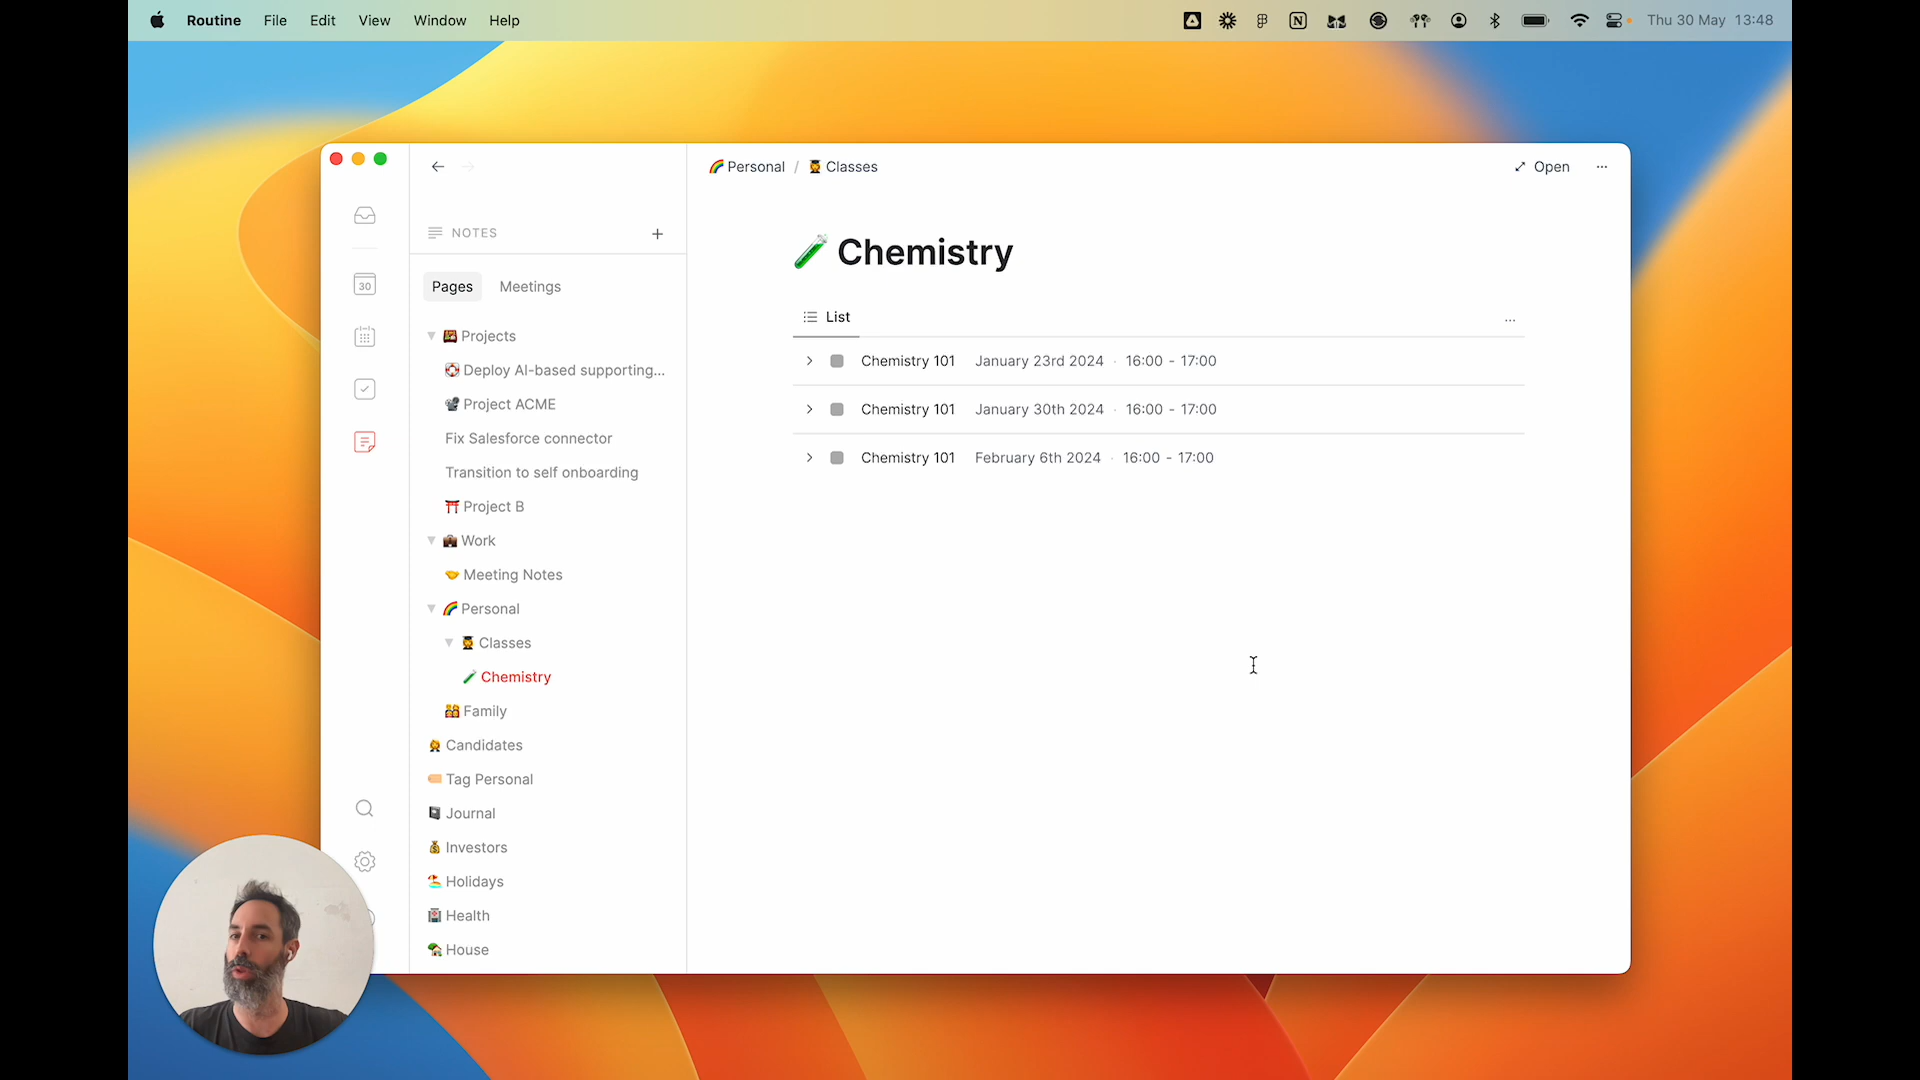 Routine File Edit View Window Help
Thu 30 May 13:48
Personal / Classes
Open
NOTES
Pages Meetings
Projects
Deploy AI-based supporting...
Project ACME
Fix Salesforce connector
Transition to self onboarding
Project B
Work
Meeting Notes
Personal
Classes
Chemistry
Family
Candidates
Tag Personal
Journal
Investors
Holidays
Health
House
Chemistry
List
Chemistry 101 January 23rd 2024 · 16:00 - 17:00
Chemistry 101 January 30th 2024 · 16:00 - 17:00
Chemistry 101 February 6th 2024 · 16:00 - 17:00
30